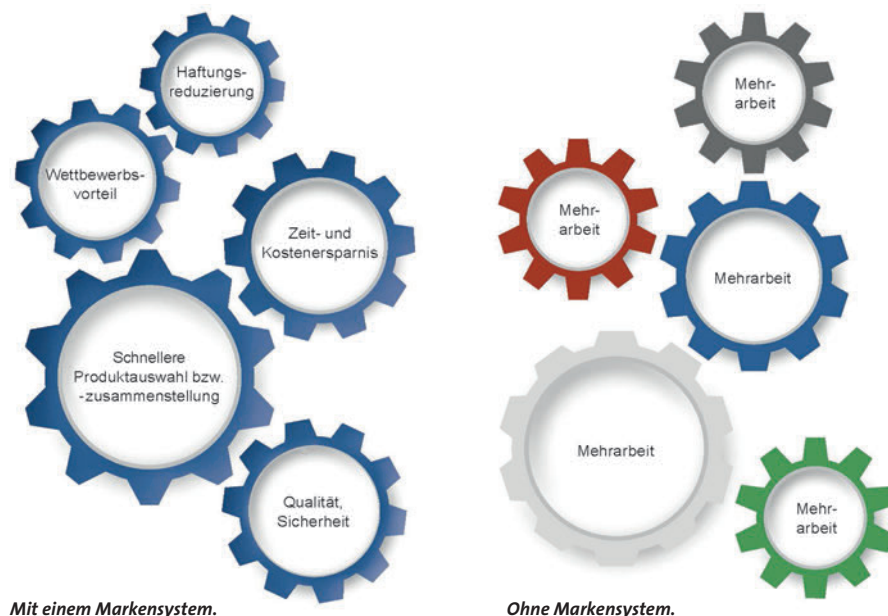 Haftungs-
reduzierung
Wettbewerbs-
vorteil
Zeit- und
Kostenersparnis
Schnellere
Produktauswahl bzw.
-zusammenstellung
Qualität,
Sicherheit
Mit einem Markensystem.
Mehr-
arbeit
Mehr-
arbeit
Mehrarbeit
Mehrarbeit
Mehr-
arbeit
Ohne Markensystem.